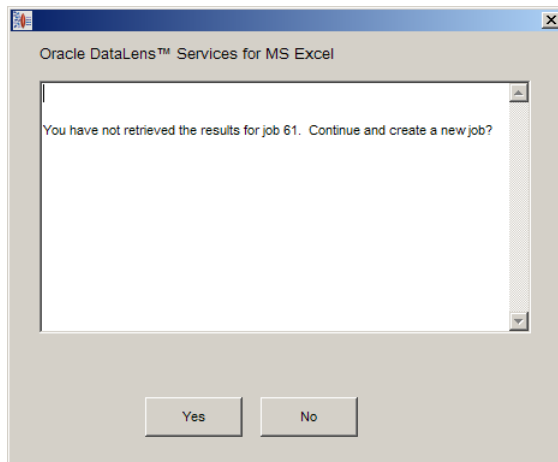 Oracle DataLens™ Services for MS Excel
You have not retrieved the results for job 61.  Continue and create a new job?
Yes
No